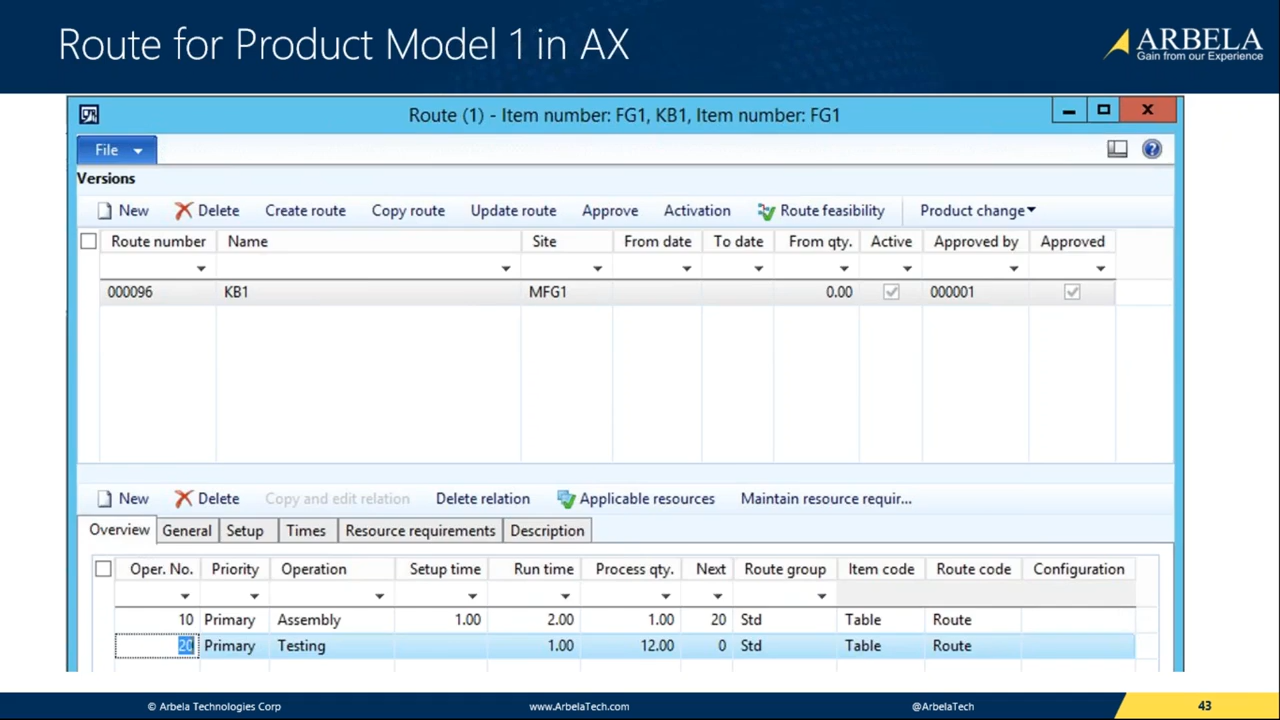 Route for Product Model 1 in AX
ARBELA
Gain from our Experience
Route (1) - Item number: FG1, KB1, Item number: FG1
File
Versions
New Delete Create route Copy route Update route Approve Activation Route feasibility Product change
Route number Name Site From date To date From qty. Active Approved by Approved
000096 KB1 MFG1 0.00 000001
New Delete Copy and edit relation Delete relation Applicable resources Maintain resource requir...
Overview General Setup Times Resource requirements Description
Oper. No. Priority Operation Setup time Run time Process qty. Next Route group Item code Route code Configuration
10 Primary Assembly 1.00 2.00 1.00 20 Std Table Route
20 Primary Testing 1.00 12.00 0 Std Table Route
© Arbela Technologies Corp www.ArbelaTech.com @ArbelaTech 43